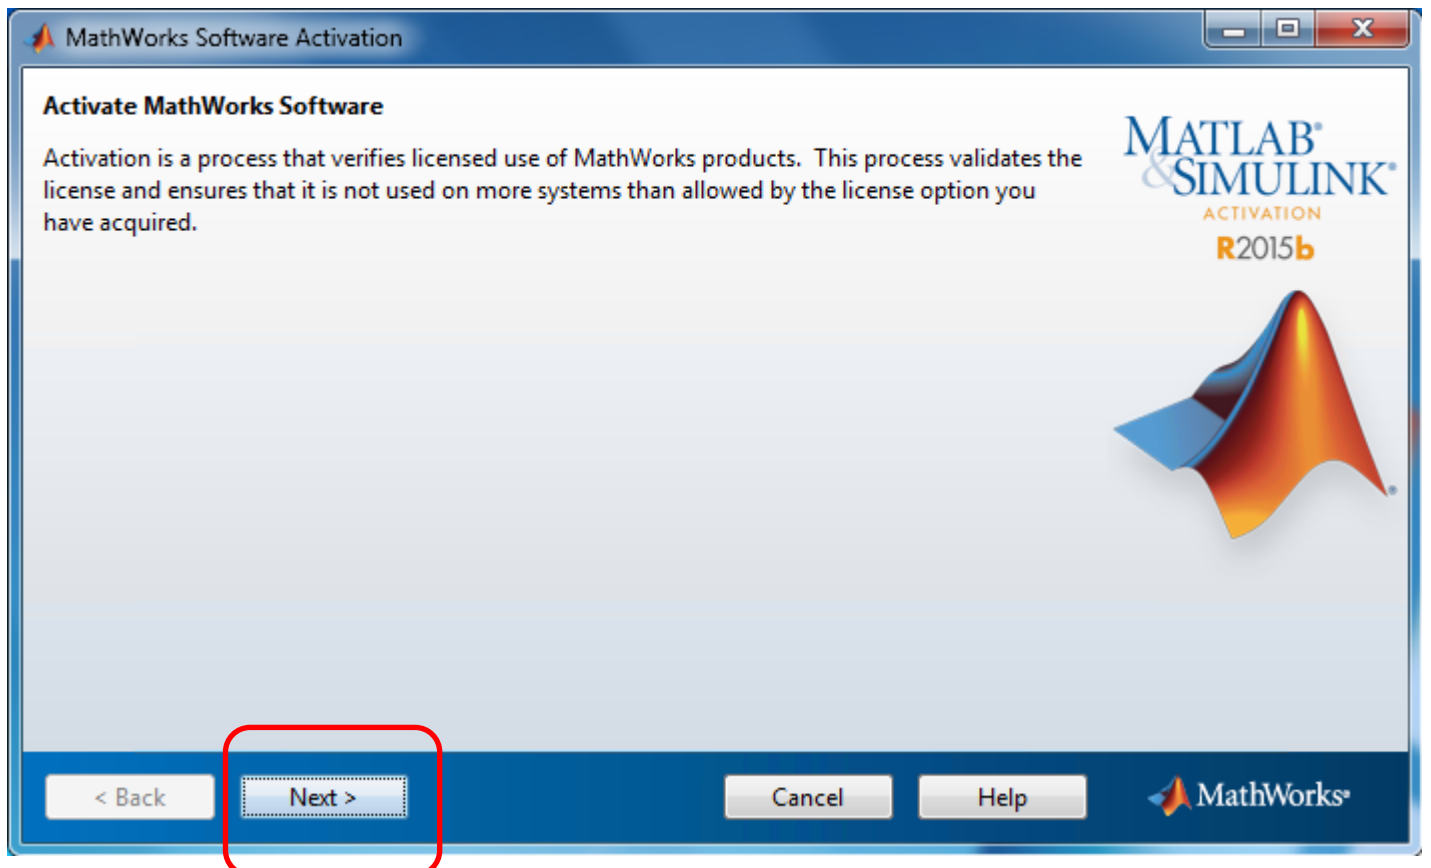 MathWorks Software Activation
Activate MathWorks Software
Activation is a process that verifies licensed use of MathWorks products.  This process validates the
license and ensures that it is not used on more systems than allowed by the license option you
have acquired.
MATLAB®
&SIMULINK®
ACTIVATION
R2015b
®
< Back
Next >
Cancel
Help
MathWorks®